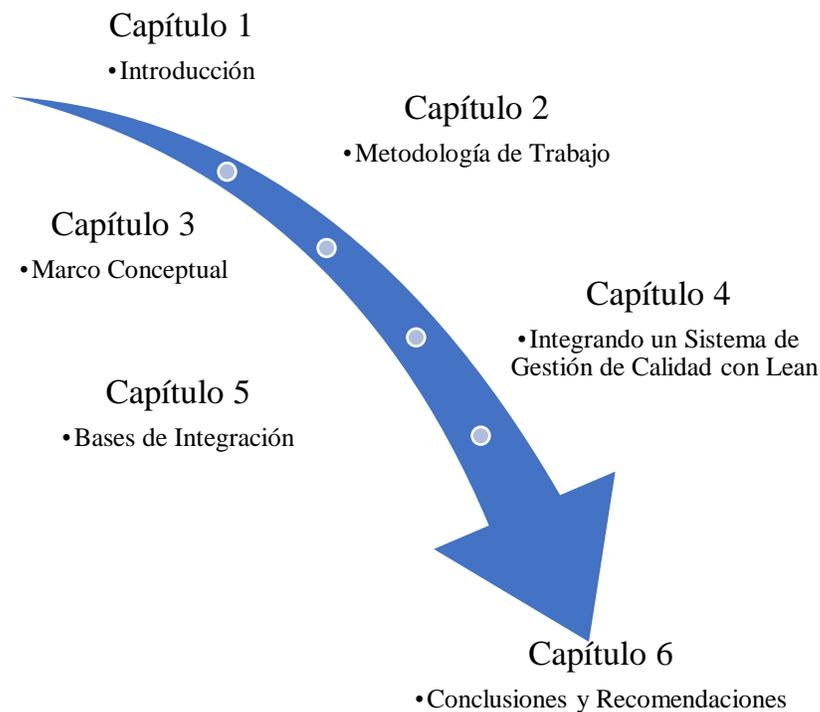 Capítulo 1
•Introducción
Capítulo 2
•Metodología de Trabajo
Capítulo 3
•Marco Conceptual
Capítulo 4
•Integrando un Sistema de
Gestión de Calidad con Lean
Capítulo 5
•Bases de Integración
Capítulo 6
•Conclusiones y Recomendaciones